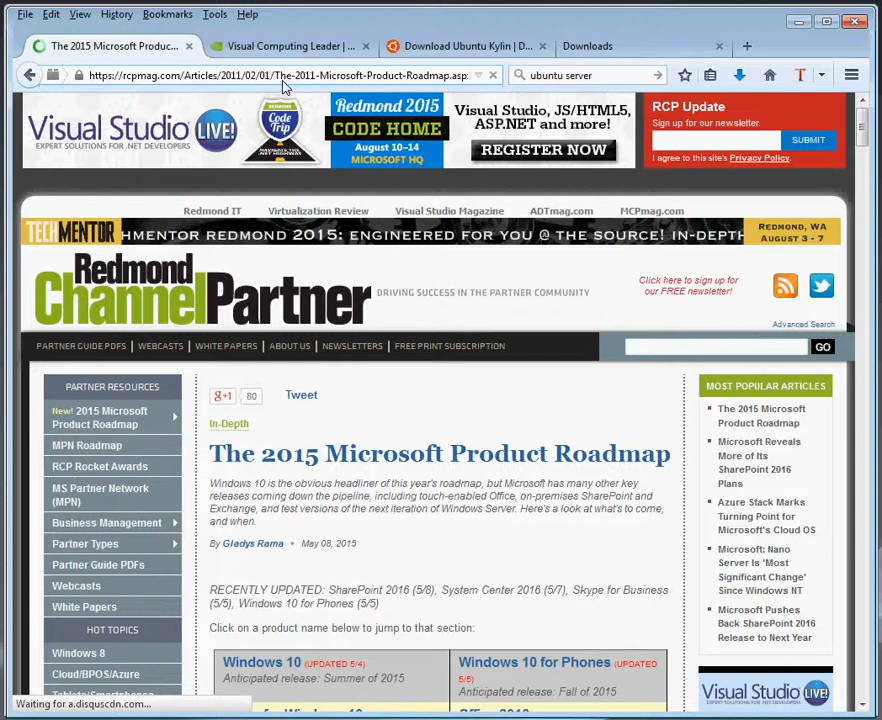 File Edit View History Bookmarks Tools Help
The 2015 Microsoft Produc...
Visual Computing Leader | ...
Download Ubuntu Kylin | D...
Downloads
https://rcpmag.com/Articles/2011/02/01/The-2011-Microsoft-Product-Roadmap.asp
ubuntu server
Visual Studio LIVE!
EXPERT SOLUTIONS FOR .NET DEVELOPERS
Code Trip
NAVIGATE THE .NET HIGHWAY
Redmond 2015
CODE HOME
August 10–14
MICROSOFT HQ
Visual Studio, JS/HTML5,
ASP.NET and more!
REGISTER NOW
RCP Update
Sign up for our newsletter.
SUBMIT
I agree to this site's Privacy Policy.
Redmond IT Virtualization Review Visual Studio Magazine ADTmag.com MCPmag.com
TECHMENTOR
HMENTOR REDMOND 2015: ENGINEERED FOR YOU @ THE SOURCE! IN-DEPTH
REDMOND, WA
AUGUST 3 - 7
Redmond
ChannelPartner
DRIVING SUCCESS IN THE PARTNER COMMUNITY
Click here to sign up for
our FREE newsletter!
Advanced Search
PARTNER GUIDE PDFS | WEBCASTS | WHITE PAPERS | ABOUT US | NEWSLETTERS | FREE PRINT SUBSCRIPTION
GO
PARTNER RESOURCES
New! 2015 Microsoft
Product Roadmap
MPN Roadmap
RCP Rocket Awards
MS Partner Network
(MPN)
Business Management
Partner Types
Partner Guide PDFs
Webcasts
White Papers
HOT TOPICS
Windows 8
Cloud/BPOS/Azure
Tablets/Smartphones
g+1 80
Tweet
In-Depth
The 2015 Microsoft Product Roadmap
Windows 10 is the obvious headliner of this year's roadmap, but Microsoft has many other key
releases coming down the pipeline, including touch-enabled Office, on-premises SharePoint and
Exchange, and test versions of the next iteration of Windows Server. Here's a look at what's to come,
and when.
By Gladys Rama • May 08, 2015
RECENTLY UPDATED: SharePoint 2016 (5/8), System Center 2016 (5/7), Skype for Business
(5/5), Windows 10 for Phones (5/5)
Click on a product name below to jump to that section:
Windows 10 (UPDATED 5/4)
Anticipated release: Summer of 2015
Windows 10 for Phones (UPDATED
5/5)
Anticipated release: Fall of 2015
MOST POPULAR ARTICLES
The 2015 Microsoft
Product Roadmap
Microsoft Reveals
More of Its
SharePoint 2016
Plans
Azure Stack Marks
Turning Point for
Microsoft's Cloud OS
Microsoft: Nano
Server Is 'Most
Significant Change'
Since Windows NT
Microsoft Pushes
Back SharePoint 2016
Release to Next Year
Visual Studio LIVE!
Waiting for a.disquscdn.com...